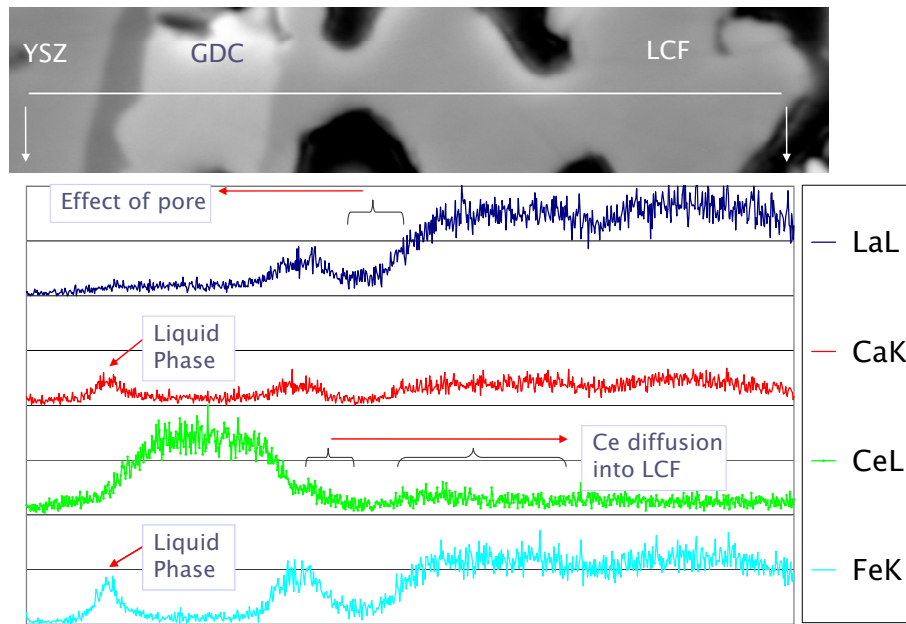 YSZ
GDC
LCF
Effect of pore
LaL
Liquid
Phase
CaK
Ce diffusion
into LCF
CeL
Liquid
Phase
FeK